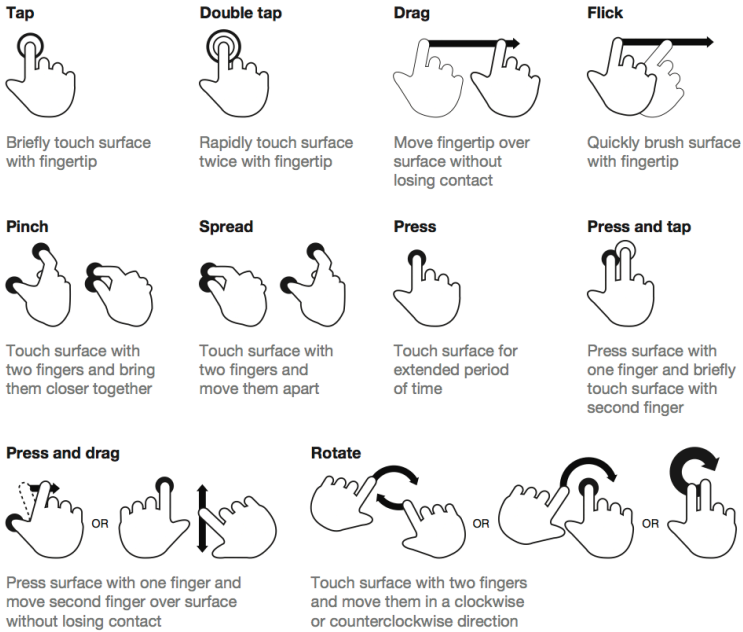 Tap
Double tap
Drag
Flick
Briefly touch surface
with fingertip
Rapidly touch surface
twice with fingertip
Move fingertip over
surface without
losing contact
Quickly brush surface
with fingertip
Pinch
Spread
Press
Press and tap
Touch surface with
two fingers and bring
them closer together
Touch surface with
two fingers and
move them apart
Touch surface for
extended period
of time
Press surface with
one finger and briefly
touch surface with
second finger
Press and drag
Rotate
OR
OR
OR
Press surface with one finger and
move second finger over surface
without losing contact
Touch surface with two fingers
and move them in a clockwise
or counterclockwise direction